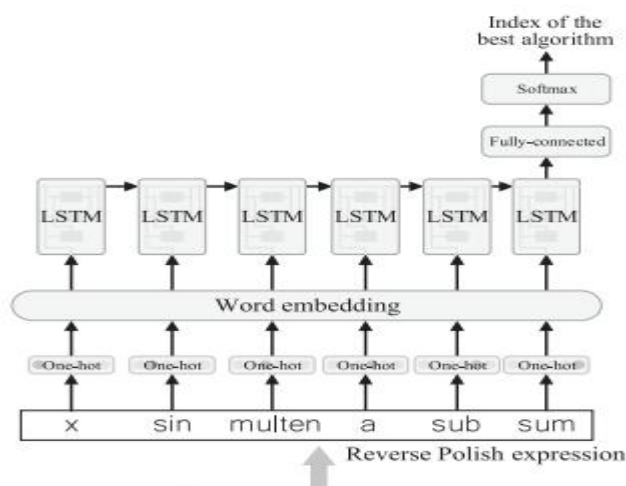 Index of the
best algorithm
Softmax
Fully-connected
LSTM LSTM LSTM LSTM LSTM LSTM
Word embedding
One-hot One-hot One-hot One-hot One-hot One-hot
x sin multen a sub sum
Reverse Polish expression